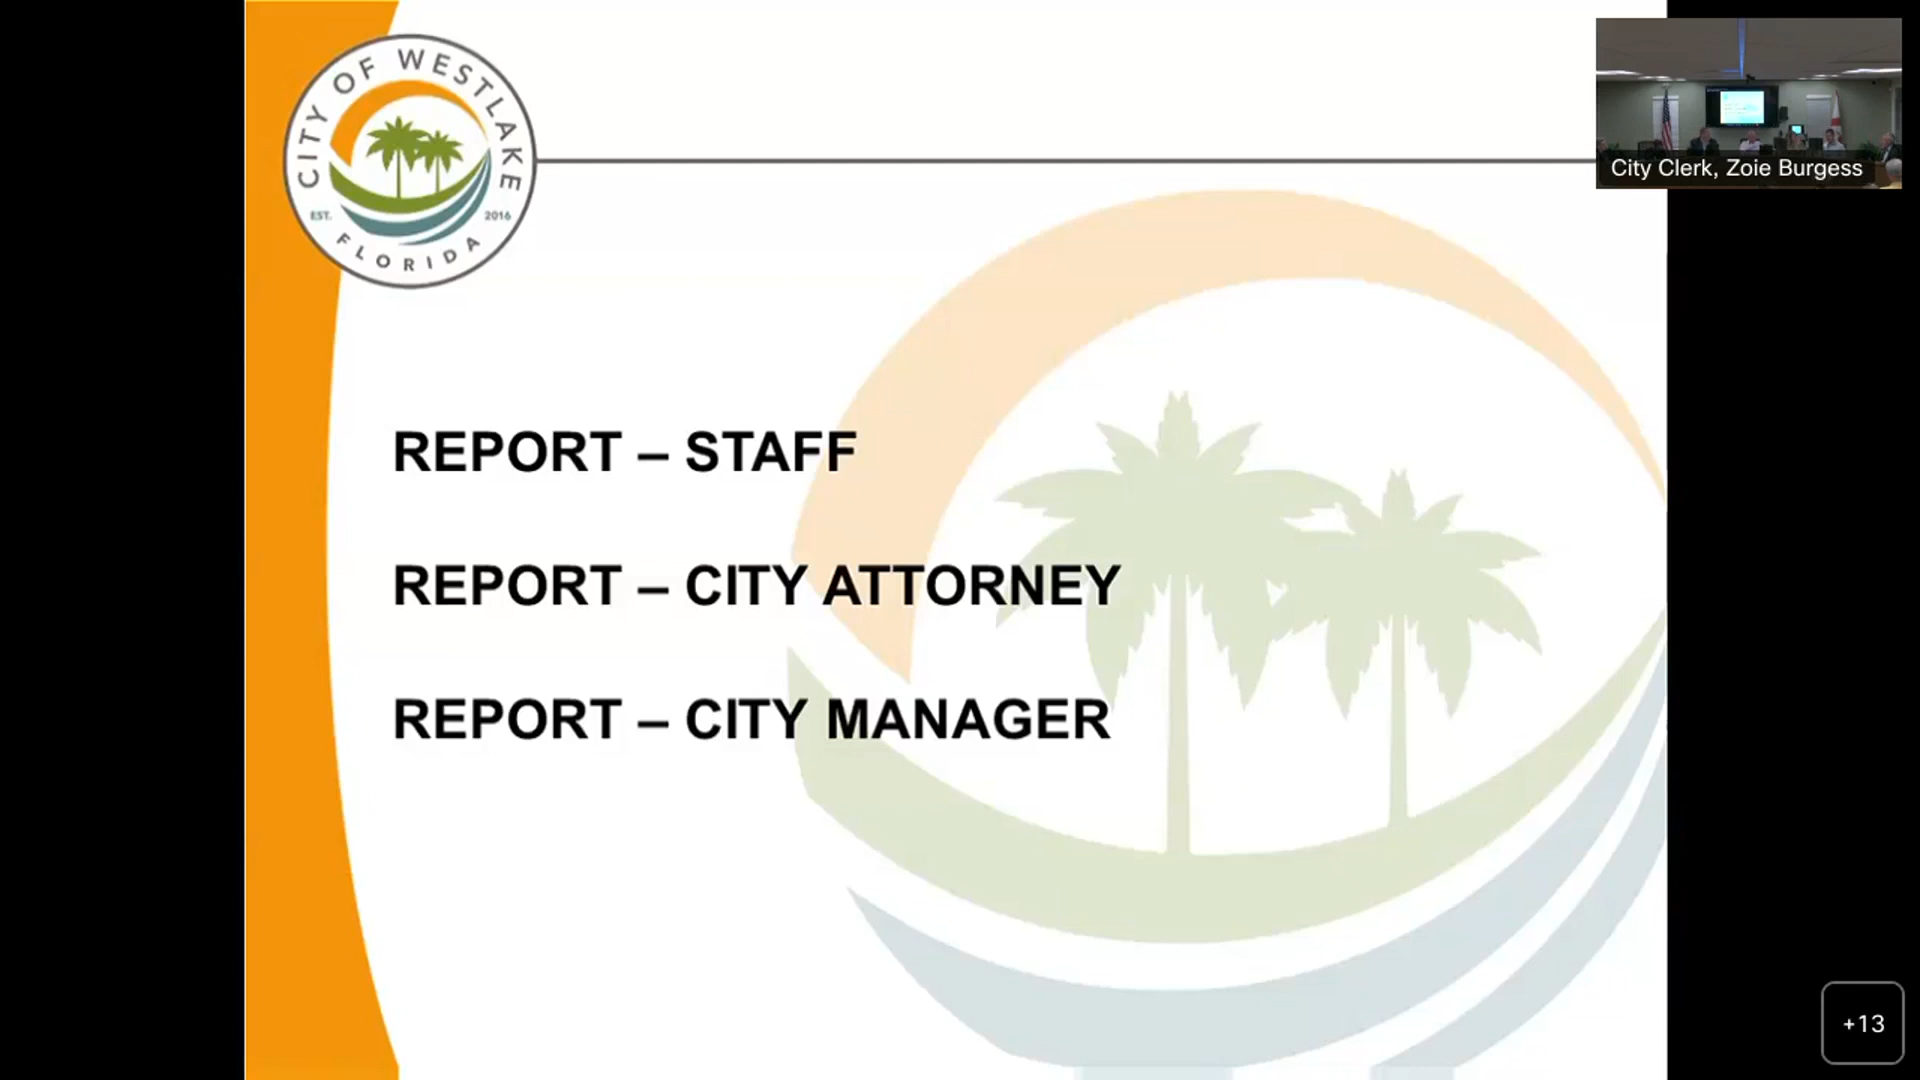 CITY OF WESTLAKE
EST. 2016
FLORIDA
City Clerk, Zoie Burgess
REPORT – STAFF
REPORT – CITY ATTORNEY
REPORT – CITY MANAGER
+13